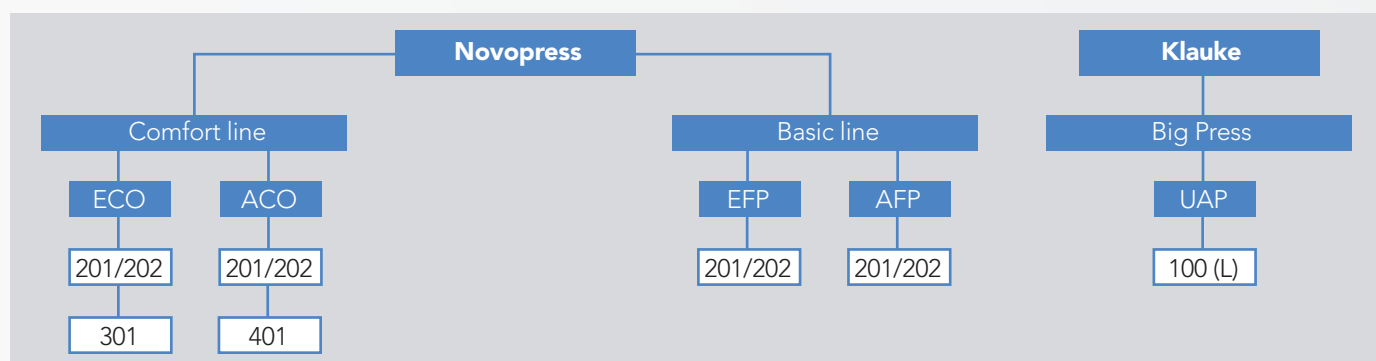 Novopress
Klauke
Comfort line
Basic line
Big Press
ECO
ACO
EFP
AFP
UAP
201/202
201/202
201/202
201/202
100 (L)
301
401